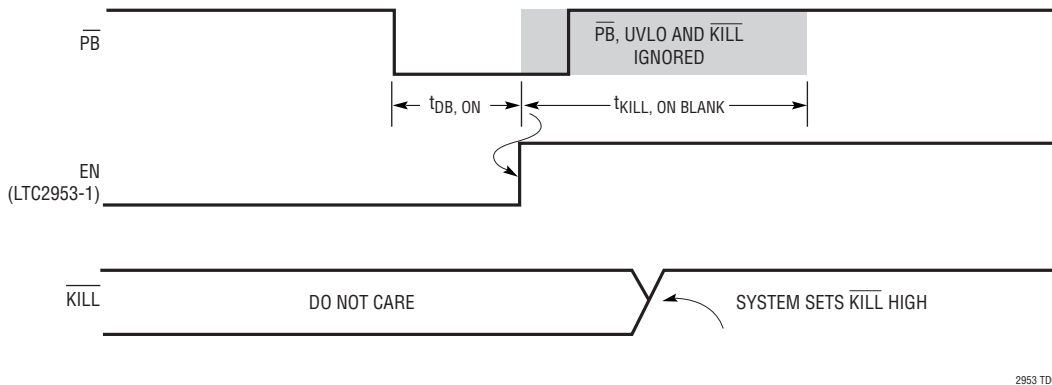 PB
PB, UVLO AND KILL
IGNORED
tDB, ON
tKILL, ON BLANK
EN
(LTC2953-1)
KILL
DO NOT CARE
SYSTEM SETS KILL HIGH
2953 TD